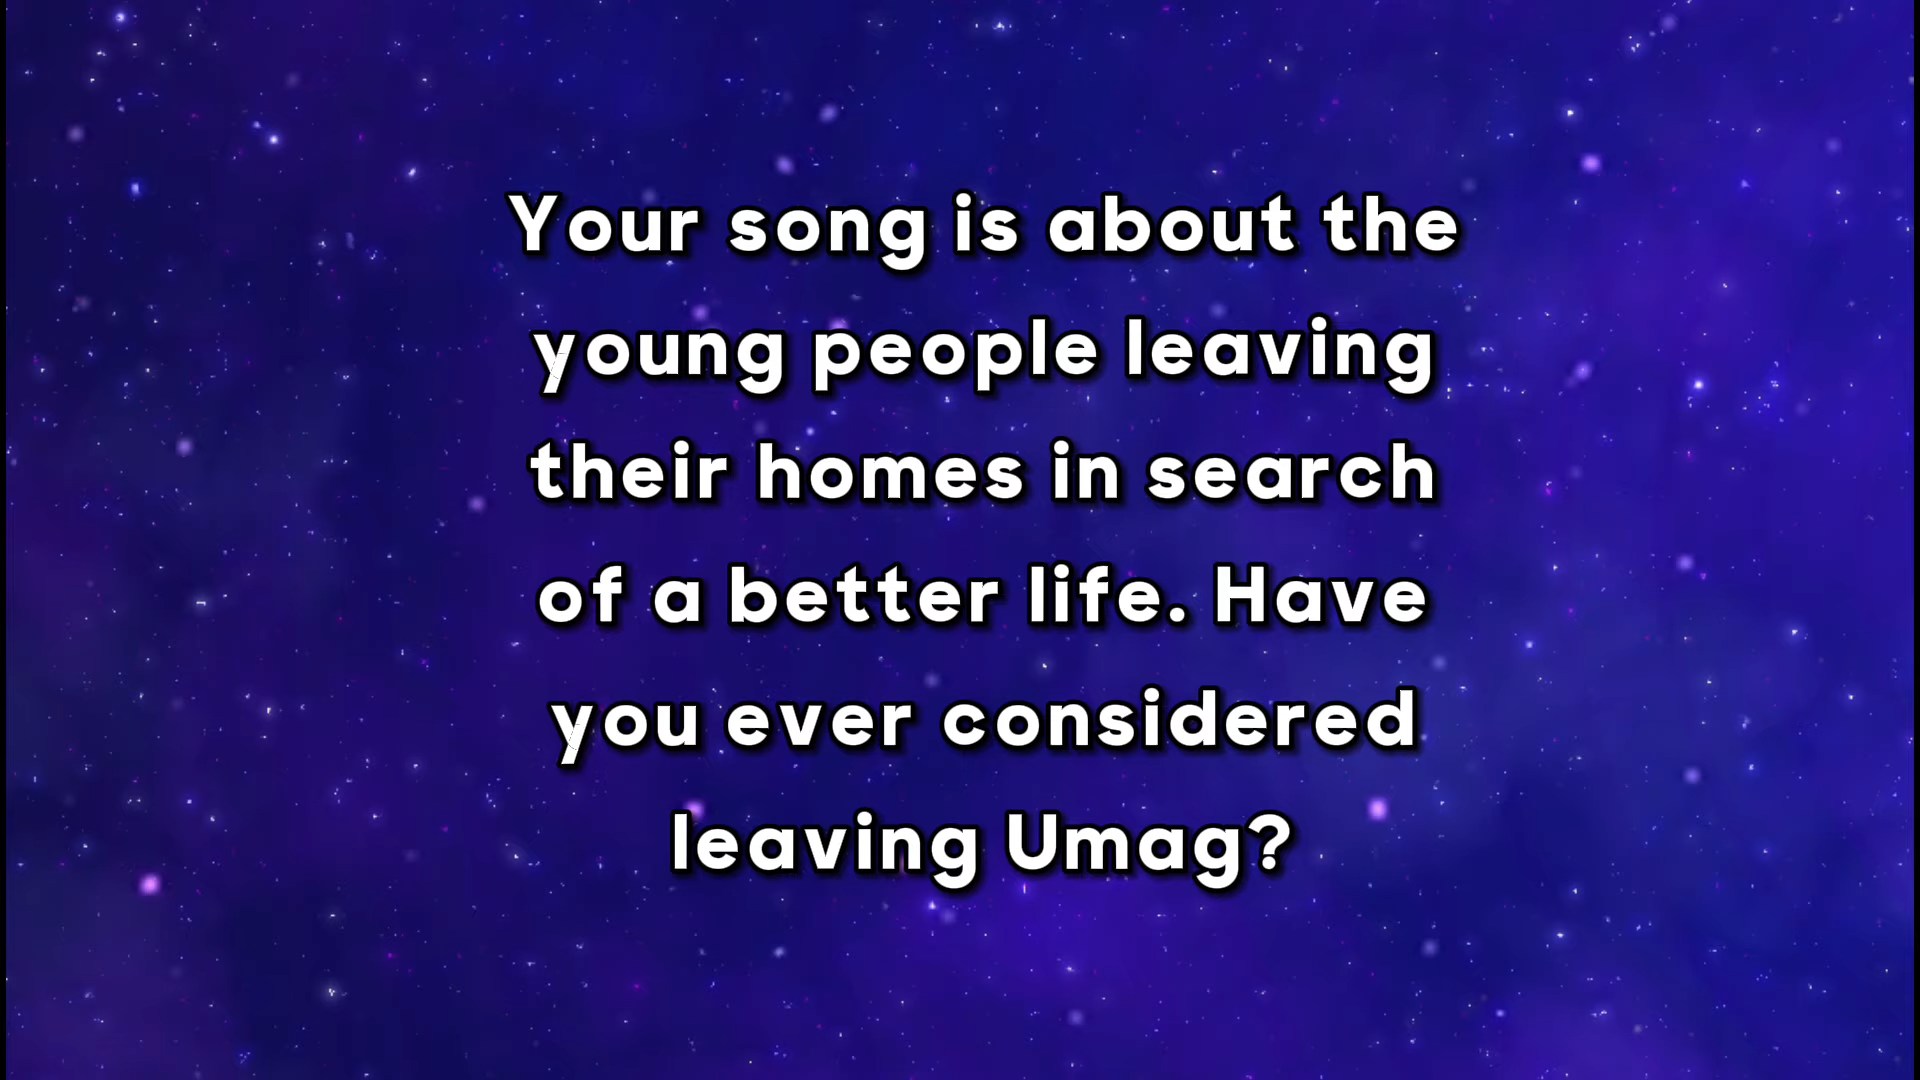 Your song is about the
young people leaving
their homes in search
of a better life. Have
you ever considered
leaving Umag?